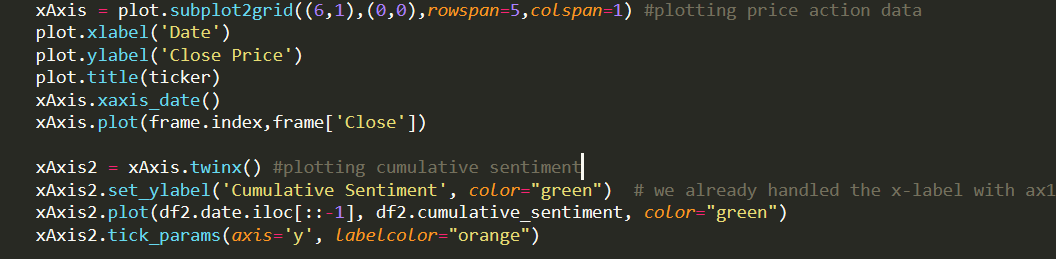 xAxis = plot.subplot2grid((6,1),(0,0),rowspan=5,colspan=1) #plotting price action data
plot.xlabel('Date')
plot.ylabel('Close Price')
plot.title(ticker)
xAxis.xaxis_date()
xAxis.plot(frame.index,frame['Close'])
xAxis2 = xAxis.twinx() #plotting cumulative sentiment
xAxis2.set_ylabel('Cumulative Sentiment', color="green")  # we already handled the x-label with ax1
xAxis2.plot(df2.date.iloc[::-1], df2.cumulative_sentiment, color="green")
xAxis2.tick_params(axis='y', labelcolor="orange")